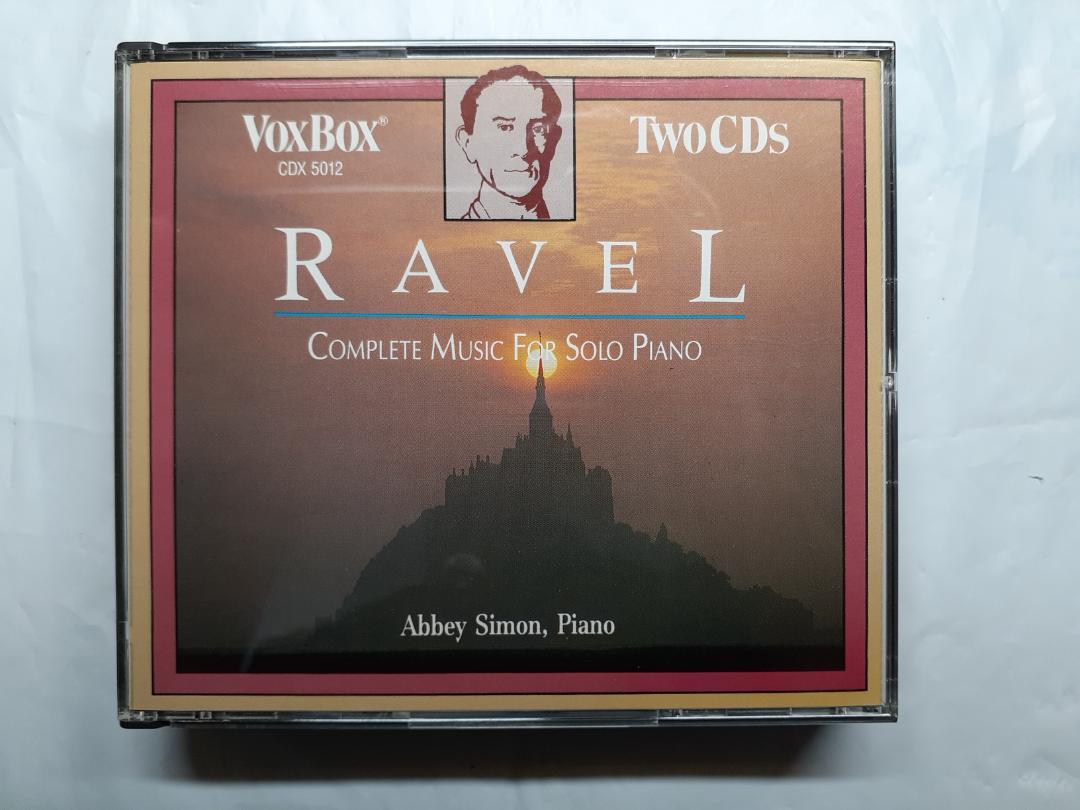 VOXBOX®
CDX 5012
TWO CDS
RAVEL
COMPLETE MUSIC FOR SOLO PIANO
Abbey Simon, Piano